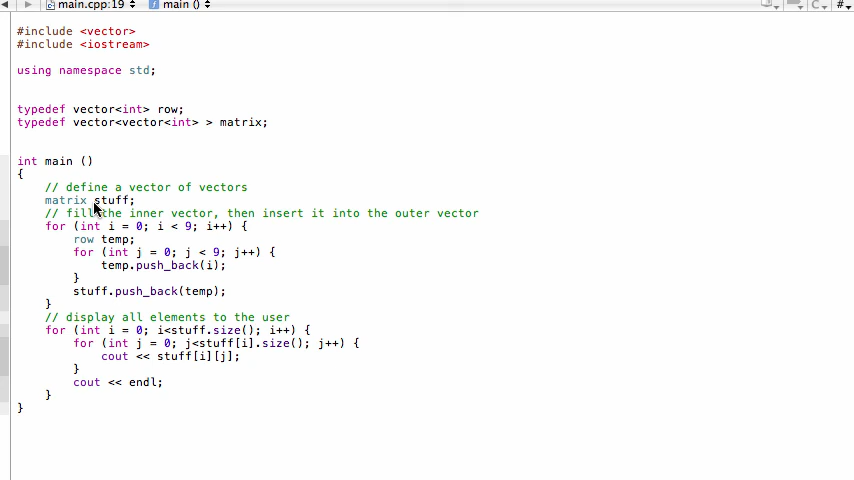 main.cpp:19 main () C #
#include <vector>
#include <iostream>
using namespace std;
typedef vector<int> row;
typedef vector<vector<int> > matrix;
int main ()
{
// define a vector of vectors
matrix stuff;
// fill the inner vector, then insert it into the outer vector
for (int i = 0; i < 9; i++) {
row temp;
for (int j = 0; j < 9; j++) {
temp.push_back(i);
}
stuff.push_back(temp);
}
// display all elements to the user
for (int i = 0; i<stuff.size(); i++) {
for (int j = 0; j<stuff[i].size(); j++) {
cout << stuff[i][j];
}
cout << endl;
}
}